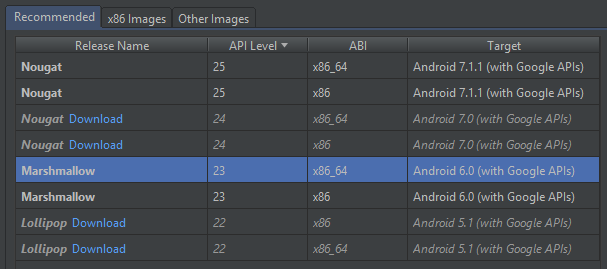 Recommended x86 Images Other Images
Release Name API Level ABI Target
Nougat 25 x86_64 Android 7.1.1 (with Google APIs)
Nougat 25 x86 Android 7.1.1 (with Google APIs)
Nougat Download 24 x86_64 Android 7.0 (with Google APIs)
Nougat Download 24 x86 Android 7.0 (with Google APIs)
Marshmallow 23 x86_64 Android 6.0 (with Google APIs)
Marshmallow 23 x86 Android 6.0 (with Google APIs)
Lollipop Download 22 x86 Android 5.1 (with Google APIs)
Lollipop Download 22 x86_64 Android 5.1 (with Google APIs)